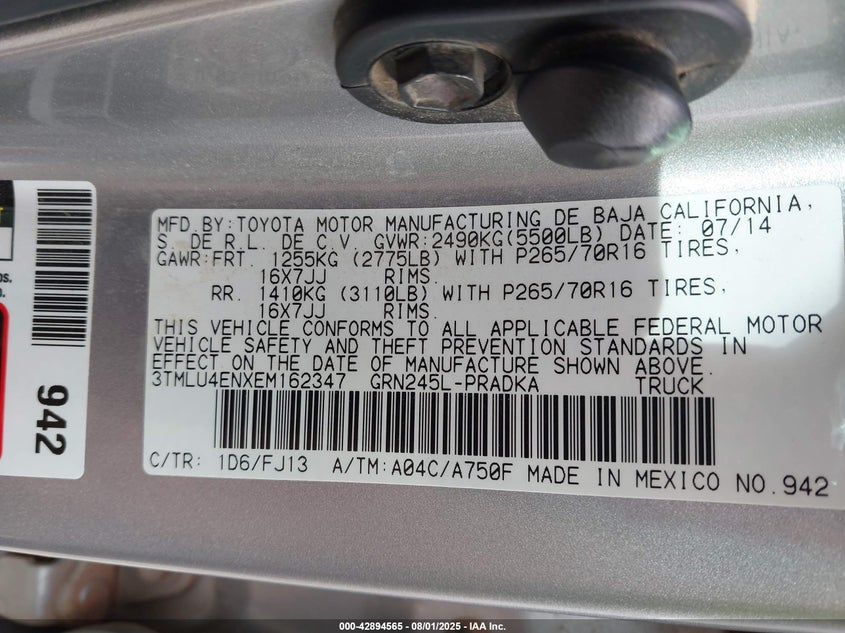 MFD.BY:TOYOTA MOTOR MANUFACTURING DE BAJA CALIFORNIA,
S. DE R.L. DE C.V. GVWR:2490KG(5500LB) DATE: 07/14
GAWR:FRT. 1255KG (2775LB) WITH P265/70R16 TIRES,
16X7JJ RIMS.
RR. 1410KG (3110LB) WITH P265/70R16 TIRES,
16X7JJ RIMS.
THIS VEHICLE CONFORMS TO ALL APPLICABLE FEDERAL MOTOR
VEHICLE SAFETY AND THEFT PREVENTION STANDARDS IN
EFFECT ON THE DATE OF MANUFACTURE SHOWN ABOVE.
3TMLU4ENXEM162347 GRN245L-PRADKA TRUCK
C/TR: 1D6/FJ13 A/TM:A04C/A750F MADE IN MEXICO NO.942
942
000-42894565 - 08/01/2025 - IAA Inc.